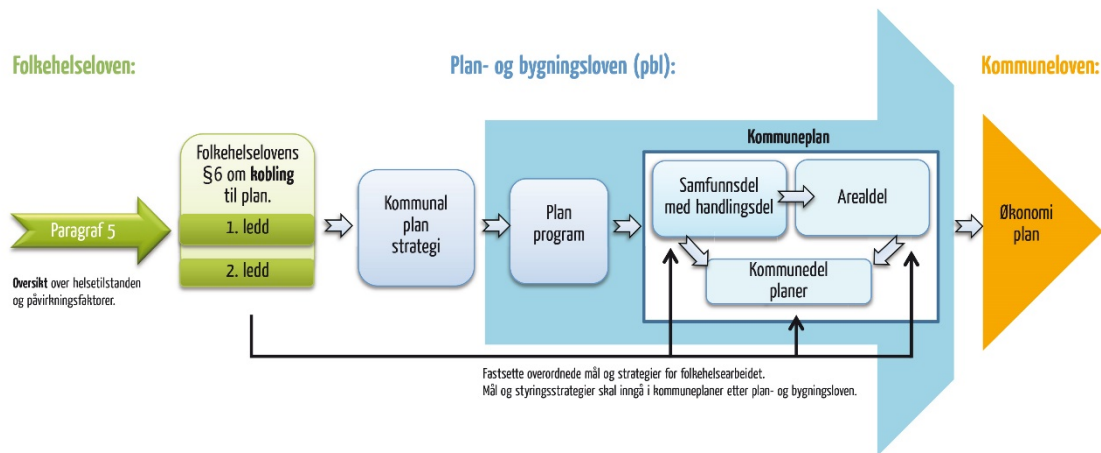 Folkehelseloven:
Plan- og bygningsloven (pbl):
Kommuneloven:
Paragraf 5
Oversikt over helsetilstanden
og påvirkningsfaktorer.
Folkehelselovens
§6 om kobling
til plan.
1. ledd
2. ledd
Kommunal
plan
strategi
Plan
program
Kommuneplan
Samfunnsdel
med handlingsdel
Arealdel
Kommunedel
planer
Økonomi
plan
Fastsette overordnede mål og strategier for folkehelsearbeidet.
Mål og styringsstrategier skal inngå i kommuneplaner etter plan- og bygningsloven.